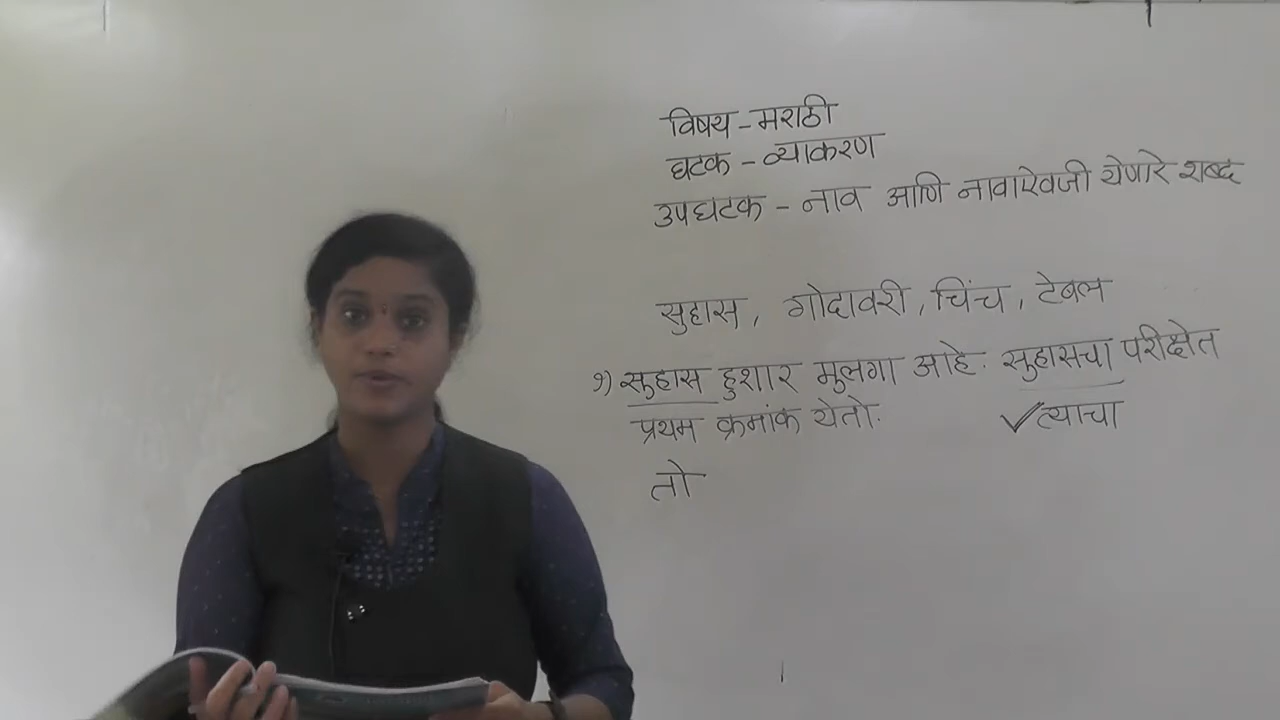 विषय - मराठी
घटक - व्याकरण
उपघटक - नाव आणि नावाऐवजी येणारे शब्द
सुहास, गोदावरी, चिंच, टेबल
१) सुहास हुशार मुलगा आहे. सुहासचा परीक्षेत
प्रथम क्रमांक येतो. ✓त्याचा
तो